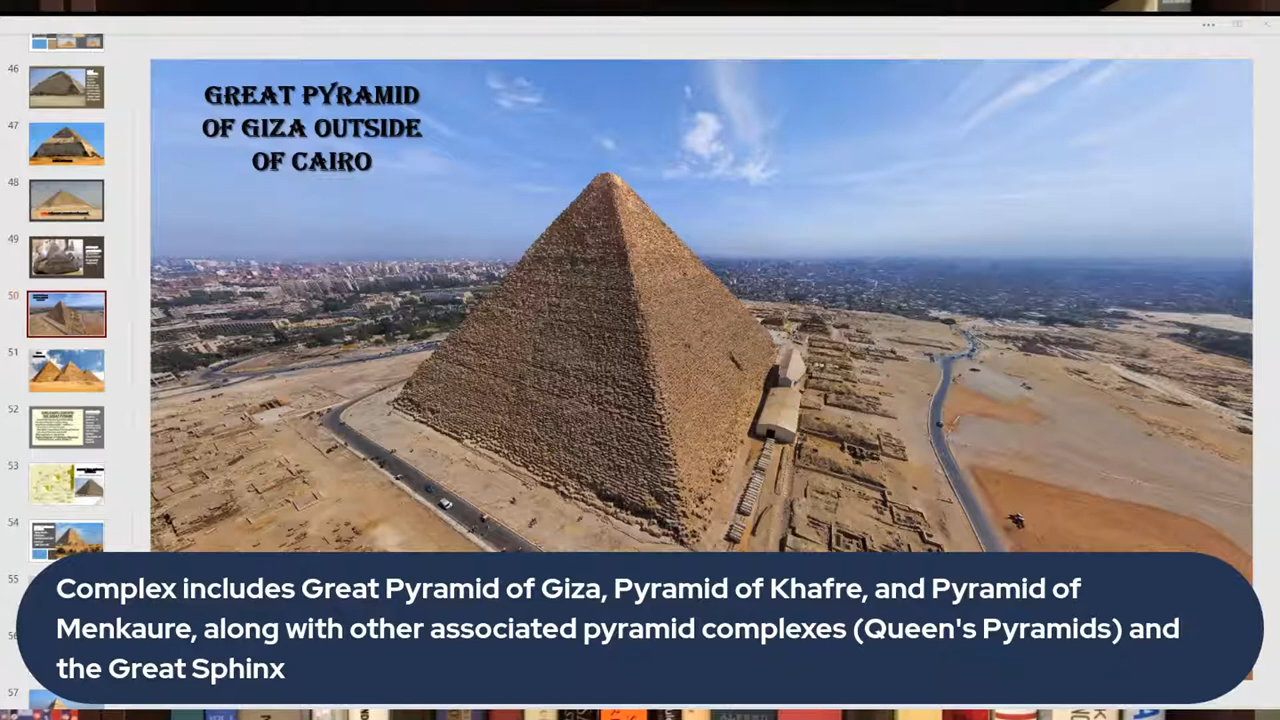 46
47
48
49
50
51
52
53
54
55
57
GREAT PYRAMID
OF GIZA OUTSIDE
OF CAIRO
Complex includes Great Pyramid of Giza, Pyramid of Khafre, and Pyramid of
Menkaure, along with other associated pyramid complexes (Queen's Pyramids) and
the Great Sphinx